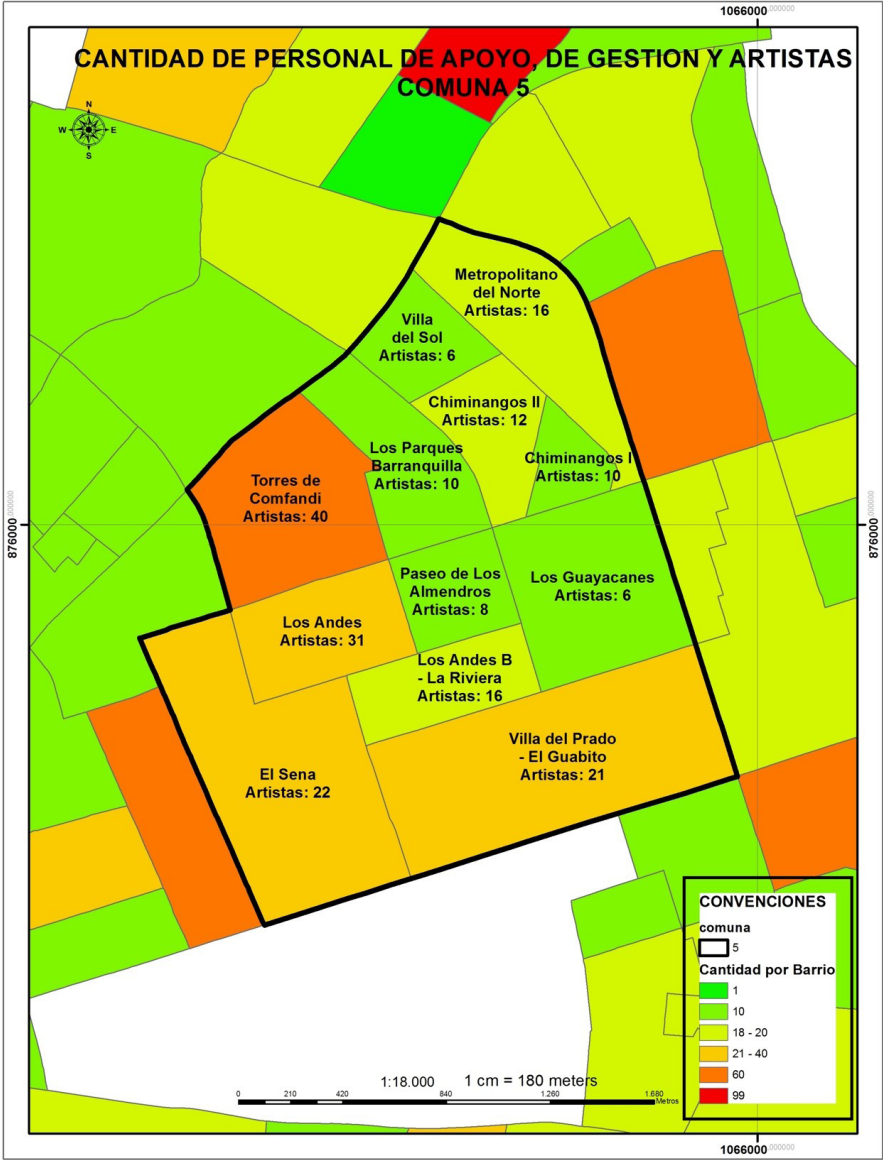 1066000,000000
CANTIDAD DE PERSONAL DE APOYO, DE GESTION Y ARTISTAS
COMUNA 5
N
W E
S
Metropolitano
del Norte
Artistas: 16
Villa
del Sol
Artistas: 6
Chiminangos II
Artistas: 12
Los Parques
Barranquilla
Artistas: 10
Chiminangos I
Artistas: 10
Torres de
Comfandi
Artistas: 40
876000,000000
876000,000000
Paseo de Los
Almendros
Artistas: 8
Los Guayacanes
Artistas: 6
Los Andes
Artistas: 31
Los Andes B
- La Riviera
Artistas: 16
Villa del Prado
- El Guabito
Artistas: 21
El Sena
Artistas: 22
CONVENCIONES
comuna
5
Cantidad por Barrio
1
10
18 - 20
21 - 40
60
99
1:18.000 1 cm = 180 meters
0 210 420 840 1.260 1.680
Metros
1066000,000000